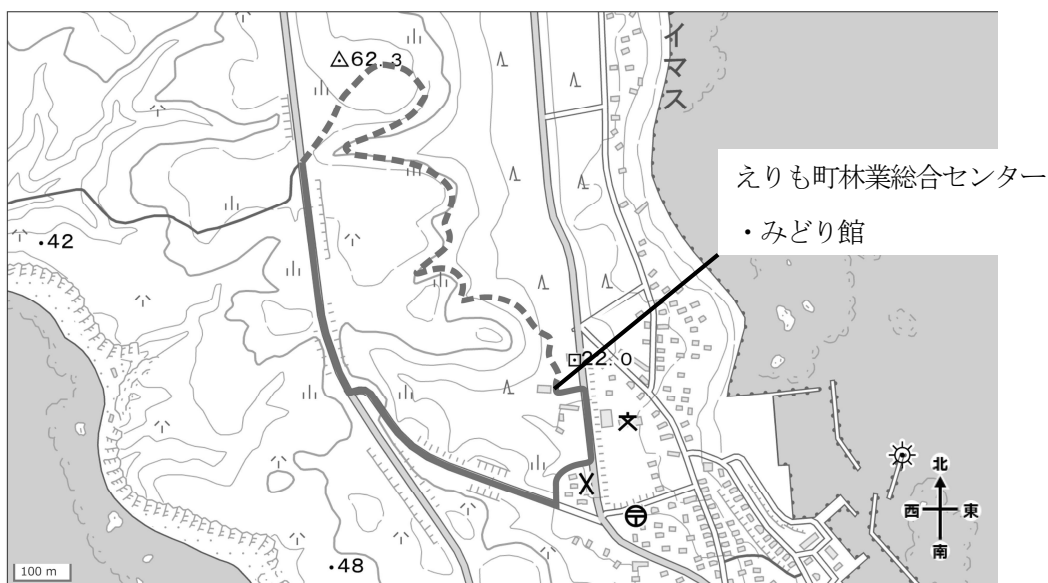 62.3
イマス
えりも町林業総合センター
・みどり館
・42
22.0
文
北
西 東
南
・48
100 m